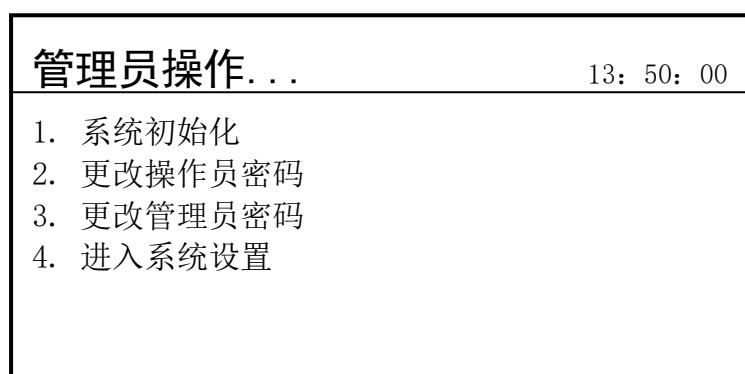 管理员操作... 13：50：00
1. 系统初始化
2. 更改操作员密码
3. 更改管理员密码
4. 进入系统设置